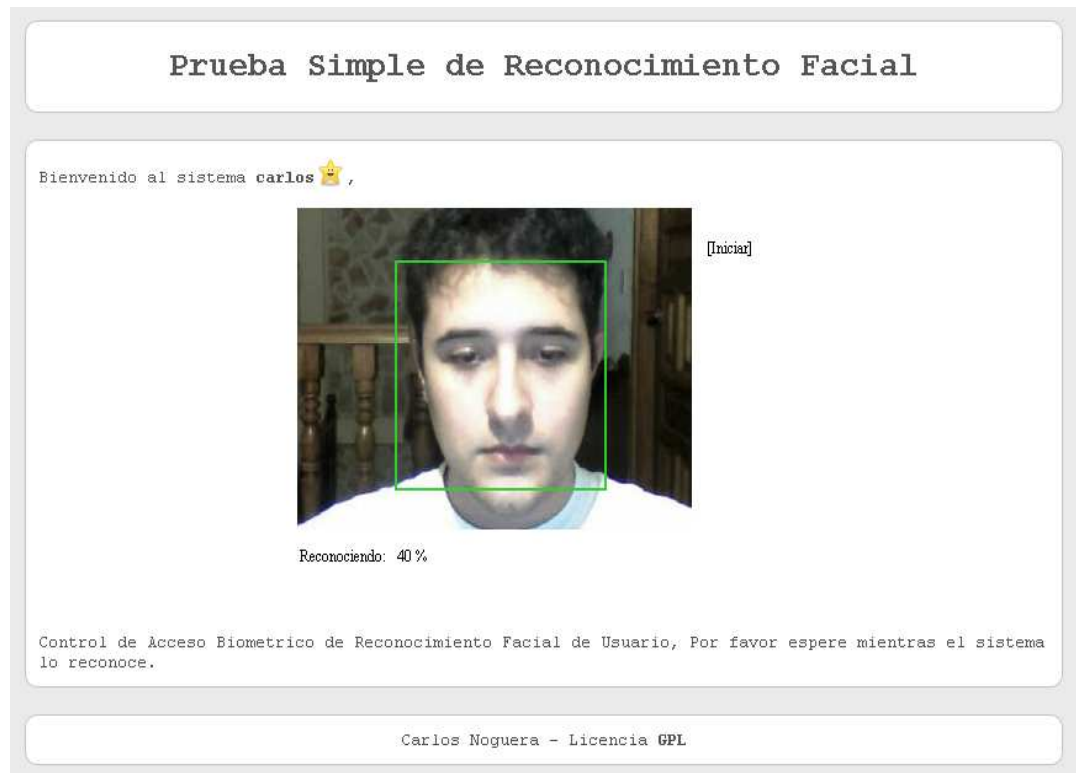 Prueba Simple de Reconocimiento Facial
Bienvenido al sistema carlos ,
[Iniciar]
Reconociendo: 40 %
Control de Acceso Biometrico de Reconocimiento Facial de Usuario, Por favor espere mientras el sistema
lo reconoce.
Carlos Noguera - Licencia GPL